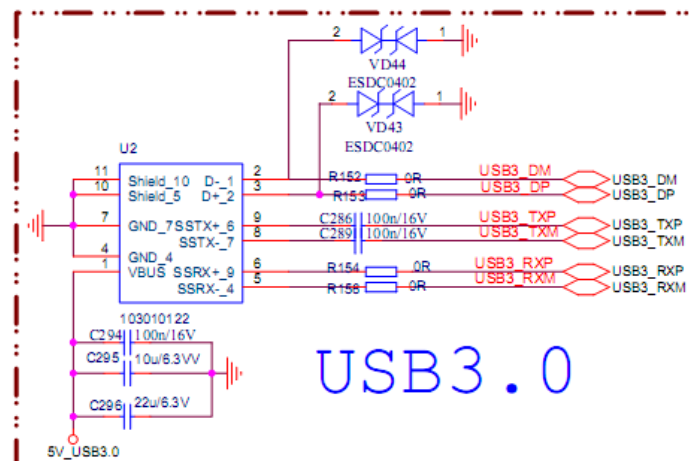 2 1
VD44
ESDC0402
2 1
VD43
ESDC0402
U2
11 Shield_10 D-_1 2 R152 0R USB3_DM USB3_DM
10 Shield_5 D+_2 3 R153 0R USB3_DP USB3_DP
7 GND_7 SSTX+_6 9 C286 100n/16V USB3_TXP USB3_TXP
SSTX-_7 8 C289 100n/16V USB3_TXM USB3_TXM
4 GND_4
1 VBUS SSRX+_9 6 R154 0R USB3_RXP USB3_RXP
SSRX-_4 5 R156 0R USB3_RXM USB3_RXM
103010122
C294 100n/16V
C295 10u/6.3VV
C296 22u/6.3V
USB3.0
5V_USB3.0